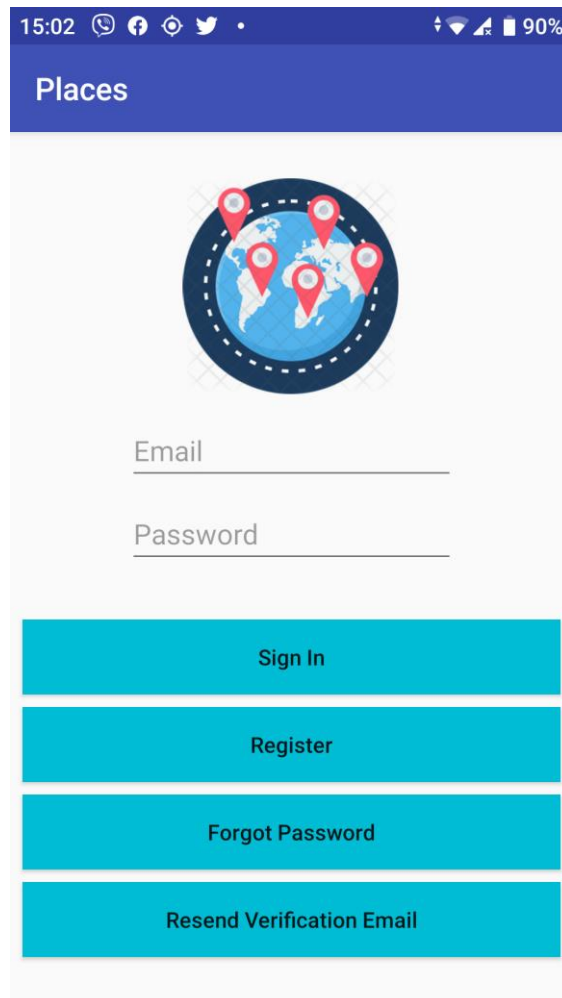 15:02 90%
Places
Email
Password
Sign In
Register
Forgot Password
Resend Verification Email